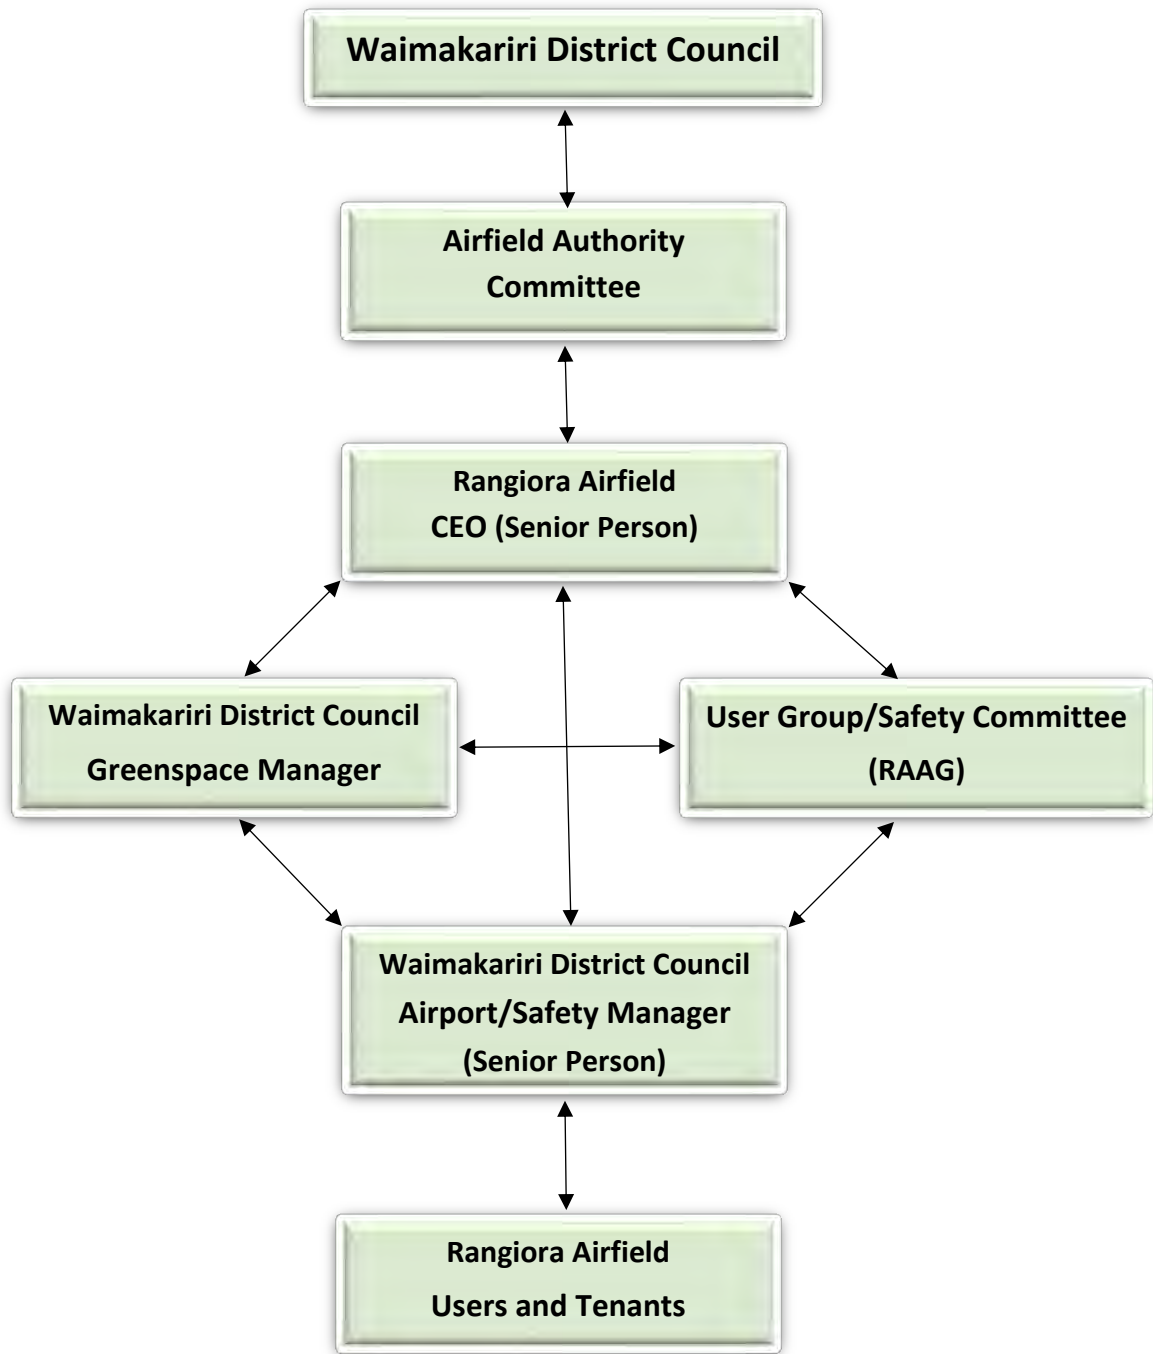 Waimakariri District Council
Airfield Authority
Committee
Rangiora Airfield
CEO (Senior Person)
Waimakariri District Council
Greenspace Manager
User Group/Safety Committee
(RAAG)
Waimakariri District Council
Airport/Safety Manager
(Senior Person)
Rangiora Airfield
Users and Tenants